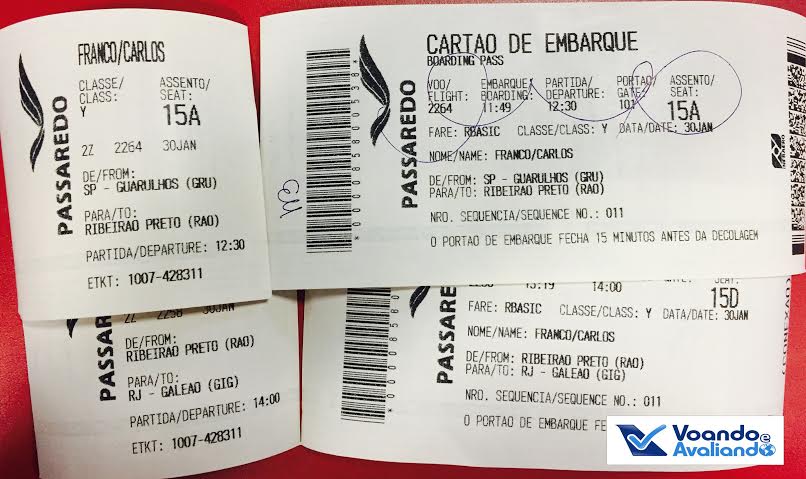 FRANCO/CARLOS
CLASSE/ ASSENTO/
CLASS: SEAT:
Y 15A
2Z 2264 30JAN
DE/FROM:
SP - GUARULHOS (GRU)
PARA/TO:
RIBEIRAO PRETO (RAO)
PARTIDA/DEPARTURE: 12:30
ETKT: 1007-428311
PASSAREDO
CARTAO DE EMBARQUE
BOARDING PASS
VOO/ EMBARQUE: PARTIDA/ PORTAO/ ASSENTO/
FLIGHT: BOARDING: DEPARTURE: GATE: SEAT:
2264 11:49 12:30 101 15A
FARE: RBASIC CLASSE/CLASS: Y DATA/DATE: 30JAN
NOME/NAME: FRANCO/CARLOS
DE/FROM:
SP - GUARULHOS (GRU)
PARA/TO:
RIBEIRAO PRETO (RAO)
NRO. SEQUENCIA/SEQUENCE NO.: 011
O PORTAO DE EMBARQUE FECHA 15 MINUTOS ANTES DA DECOLAGEM
PASSAREDO
2Z 2258 30JAN
DE/FROM:
RIBEIRAO PRETO (RAO)
PARA/TO:
RJ - GALEAO (GIG)
PARTIDA/DEPARTURE: 14:00
ETKT: 1007-428311
PASSAREDO
SEAT:
13:19 14:00 15D
FARE: RBASIC CLASSE/CLASS: Y DATA/DATE: 30JAN
NOME/NAME: FRANCO/CARLOS
DE/FROM:
RIBEIRAO PRETO (RAO)
PARA/TO:
RJ - GALEAO (GIG)
NRO. SEQUENCIA/SEQUENCE NO.: 011
O PORTAO DE EMBARQUE
PASSAREDO
Voando e
Avaliando